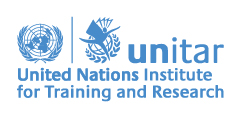 unitar
United Nations Institute
for Training and Research